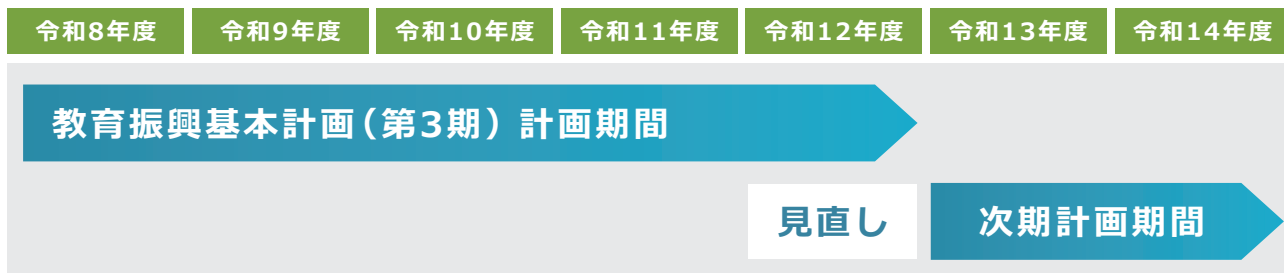 令和8年度 令和9年度 令和10年度 令和11年度 令和12年度 令和13年度 令和14年度
教育振興基本計画（第3期）計画期間
見直し 次期計画期間